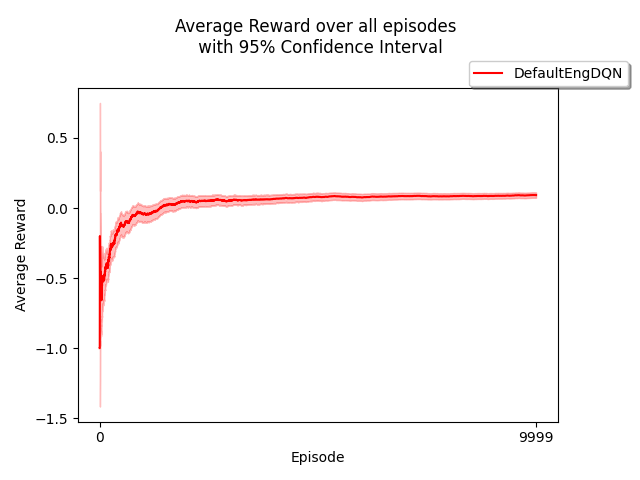 Average Reward over all episodes
with 95% Confidence Interval
DefaultEngDQN
Average Reward
0.5
0.0
−0.5
−1.0
−1.5
0
9999
Episode